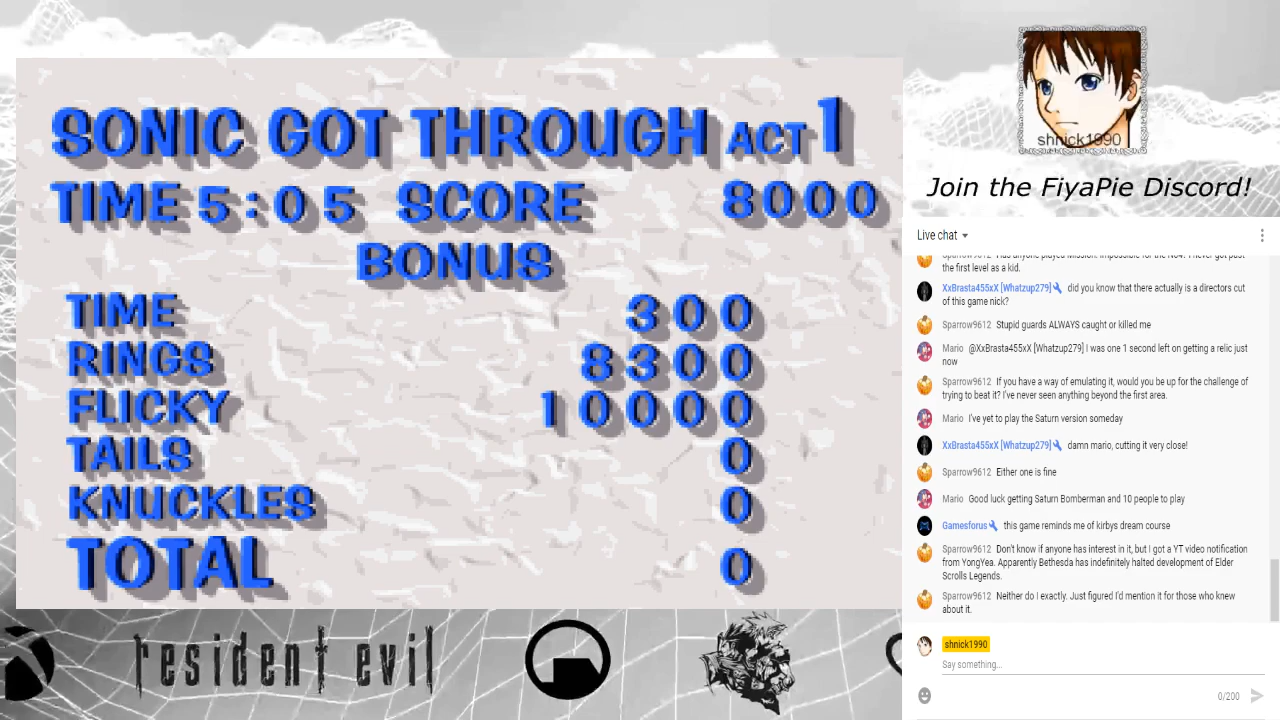 SONIC GOT THROUGH ACT 1
TIME 5:05 SCORE 8000
BONUS
TIME 300
RINGS 8300
FLICKY 10000
TAILS 0
KNUCKLES 0
TOTAL 0
resident evil
shnick1990
Join the FiyaPie Discord!
Live chat
the first level as a kid.
XxBrasta455xX [Whatzup279] did you know that there actually is a directors cut
of this game nick?
Sparrow9612 Stupid guards ALWAYS caught or killed me
Mario @XxBrasta455xX [Whatzup279] I was one 1 second left on getting a relic just
now
Sparrow9612 If you have a way of emulating it, would you be up for the challenge of
trying to beat it? I've never seen anything beyond the first area.
Mario I've yet to play the Saturn version someday
XxBrasta455xX [Whatzup279] damn mario, cutting it very close!
Sparrow9612 Either one is fine
Mario Good luck getting Saturn Bomberman and 10 people to play
Gamesforus this game reminds me of kirbys dream course
Sparrow9612 Don't know if anyone has interest in it, but I got a YT video notification
from YongYea. Apparently Bethesda has indefinitely halted development of Elder
Scrolls Legends.
Sparrow9612 Neither do I exactly. Just figured I'd mention it for those who knew
about it.
shnick1990
Say something...
0/200